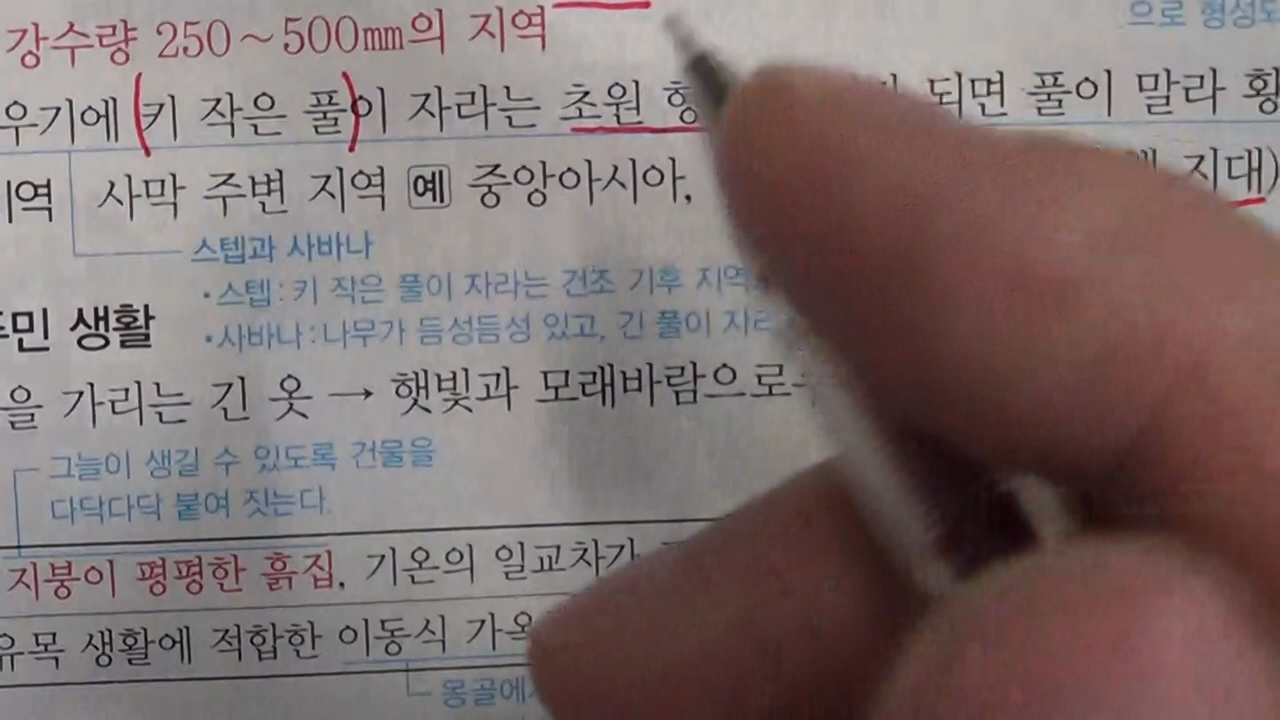 으로 형성되
강수량 250～500㎜의 지역
우기에 키 작은 풀이 자라는 초원 되면 풀이 말라 황
지역 사막 주변 지역 예 중앙아시아, 지대)
스텝과 사바나
•스텝: 키 작은 풀이 자라는 건조 기후 지역
주민 생활
•사바나: 나무가 듬성듬성 있고, 긴 풀이
을 가리는 긴 옷 → 햇빛과 모래바람으로
그늘이 생길 수 있도록 건물을
다닥다닥 붙여 짓는다.
지붕이 평평한 흙집, 기온의 일교차가
유목 생활에 적합한 이동식 가옥
몽골에서